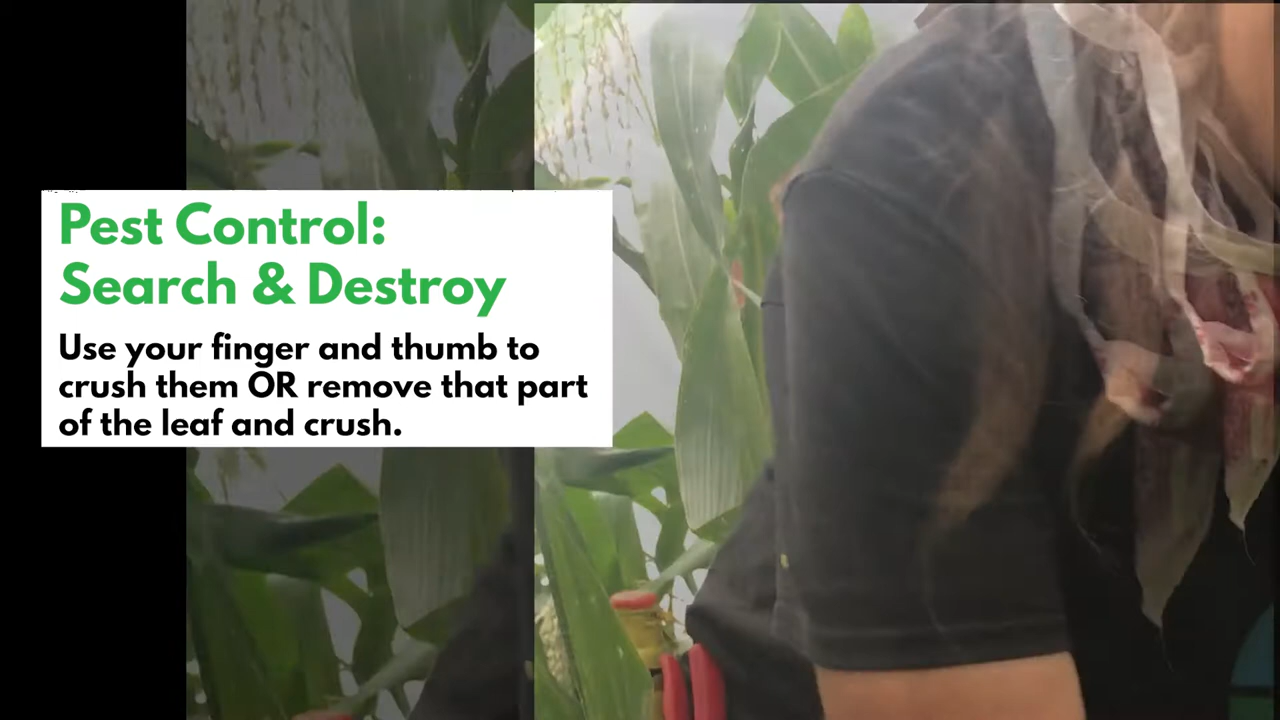 Pest Control:
Search & Destroy
Use your finger and thumb to
crush them OR remove that part
of the leaf and crush.